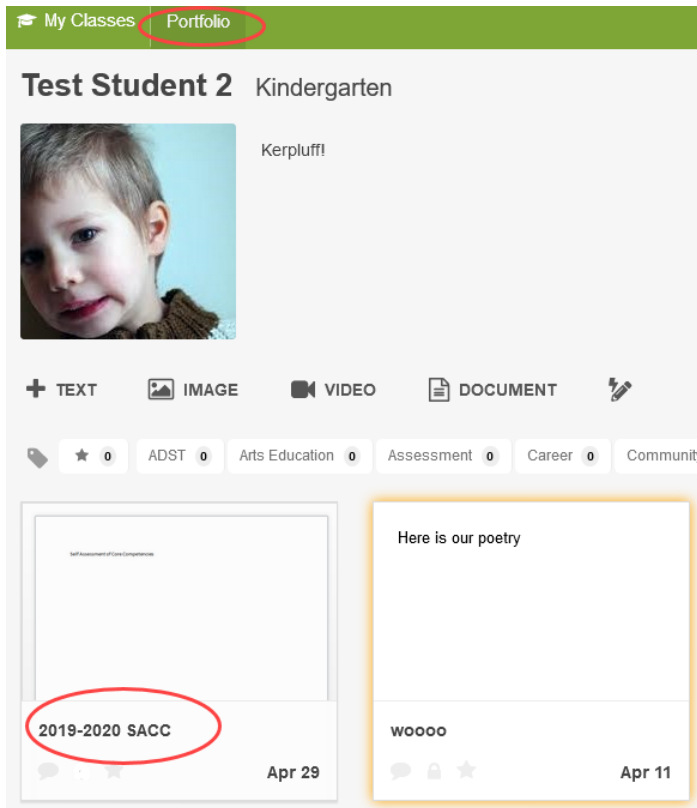 My Classes Portfolio
Test Student 2 Kindergarten
Kerpluff!
TEXT IMAGE VIDEO DOCUMENT
0 ADST 0 Arts Education 0 Assessment 0 Career 0 Community
Self Assessment of Core Competencies
Here is our poetry
2019-2020 SACC
woooo
Apr 29
Apr 11